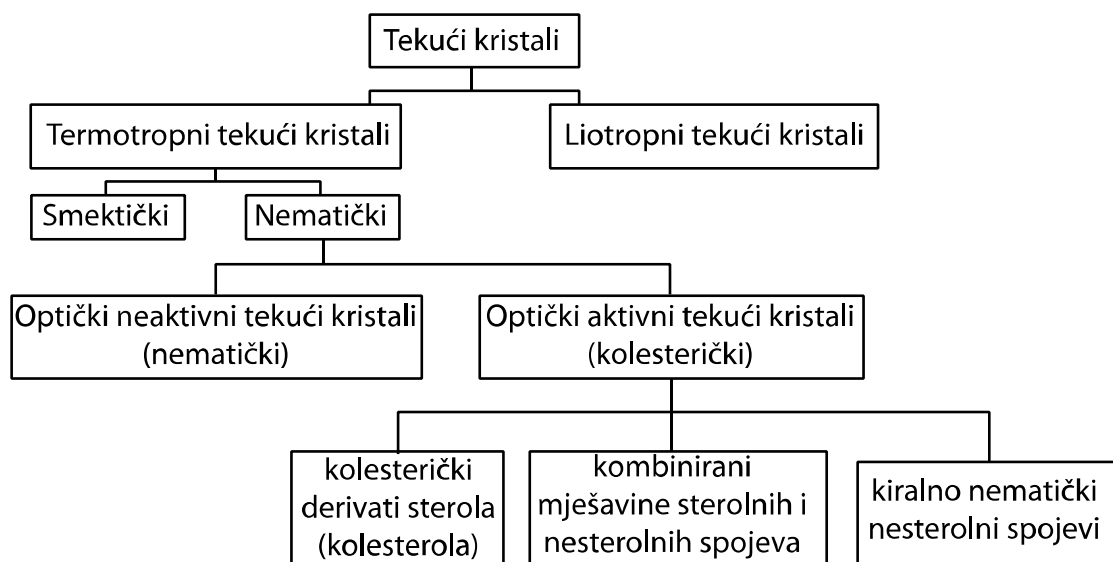 Tekući kristali
Termotropni tekući kristali
Liotropni tekući kristali
Smektički
Nematički
Optički neaktivni tekući kristali
(nematički)
Optički aktivni tekući kristali
(kolesterički)
kolesterički
derivati sterola
(kolesterola)
kombinirani
mješavine sterolnih i
nesterolnih spojeva
kiralno nematički
nesterolni spojevi